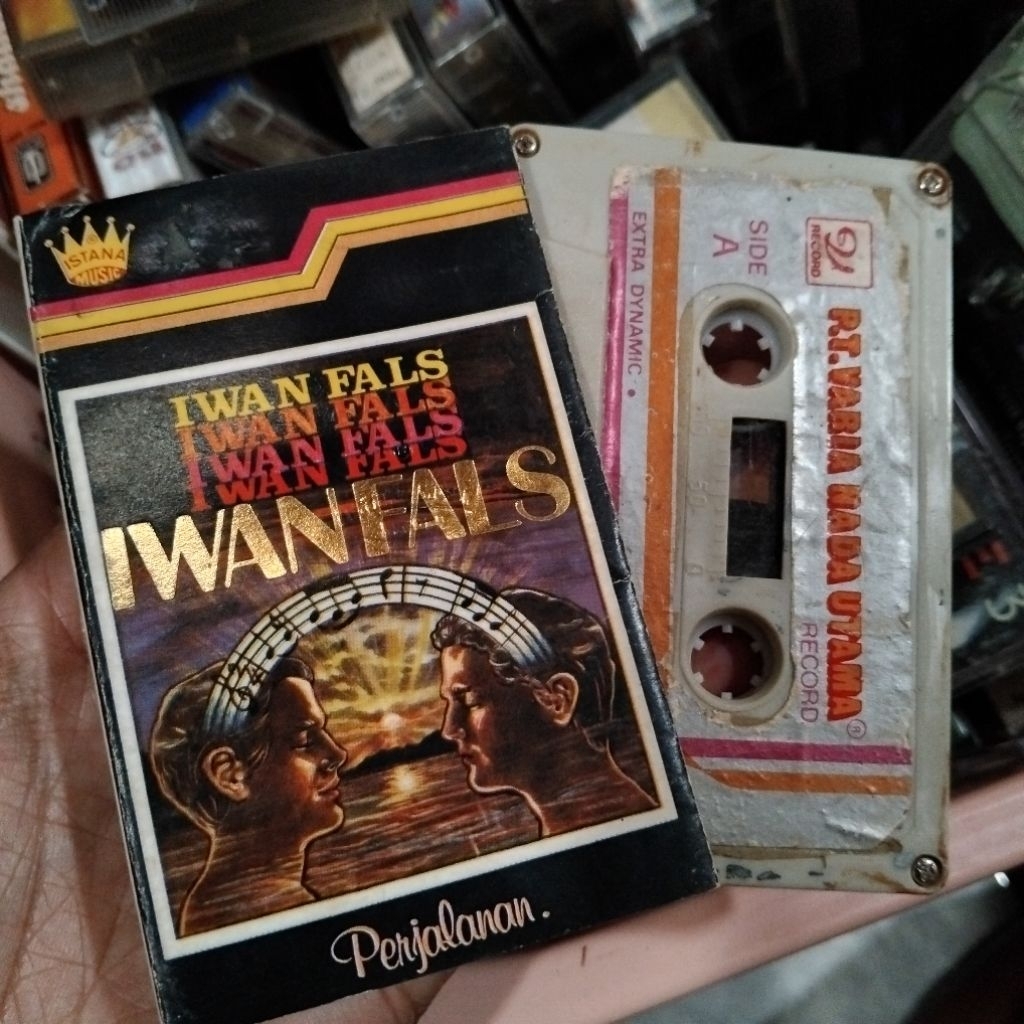 ISTANA
MUSIC
IWAN FALS
IWAN FALS
IWAN FALS
IWAN FALS
IWAN FALS
Perjalanan.
RECORD
SIDE
A
EXTRA DYNAMIC •
P.T. VARIA NADA UTAMA®
RECORD